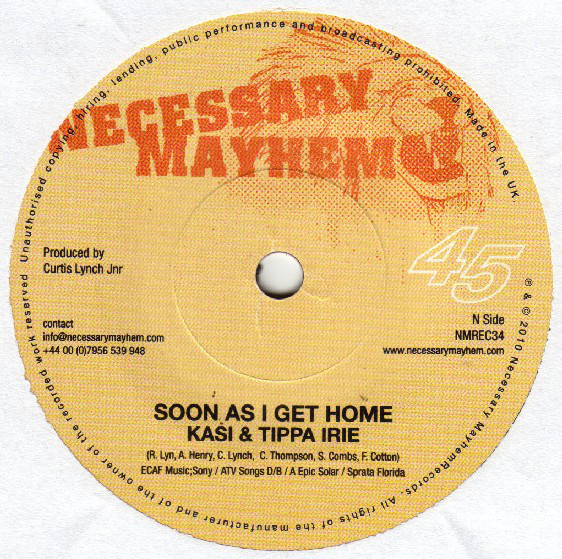 NECESSARY
MAYHEM
Produced by
Curtis Lynch Jnr
45
N Side
NMREC34
contact
info@necessarymayhem.com
+44 00 (0)7956 539 948
www.necessarymayhem.com
SOON AS I GET HOME
KASI & TIPPA IRIE
(R. Lyn, A. Henry, C. Lynch, C. Thompson, S. Combs, F. Cotton)
ECAF Music;Sony / ATV Songs D/B / A Epic Solar / Sprata Florida
℗ & © 2010 Necessary MayhemRecords. All rights of the manufacturer and of the owner of the recorded work reserved Unauthorised copying, hiring, lending, public performance and broadcasting prohibited. Made in the UK.